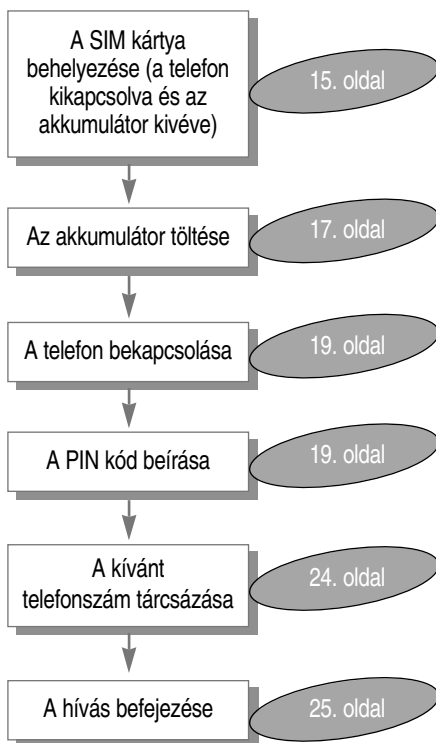 A SIM kártya
behelyezése (a telefon
kikapcsolva és az
akkumulátor kivéve)
15. oldal
Az akkumulátor töltése
17. oldal
A telefon bekapcsolása
19. oldal
A PIN kód beírása
19. oldal
A kívánt
telefonszám tárcsázása
24. oldal
A hívás befejezése
25. oldal